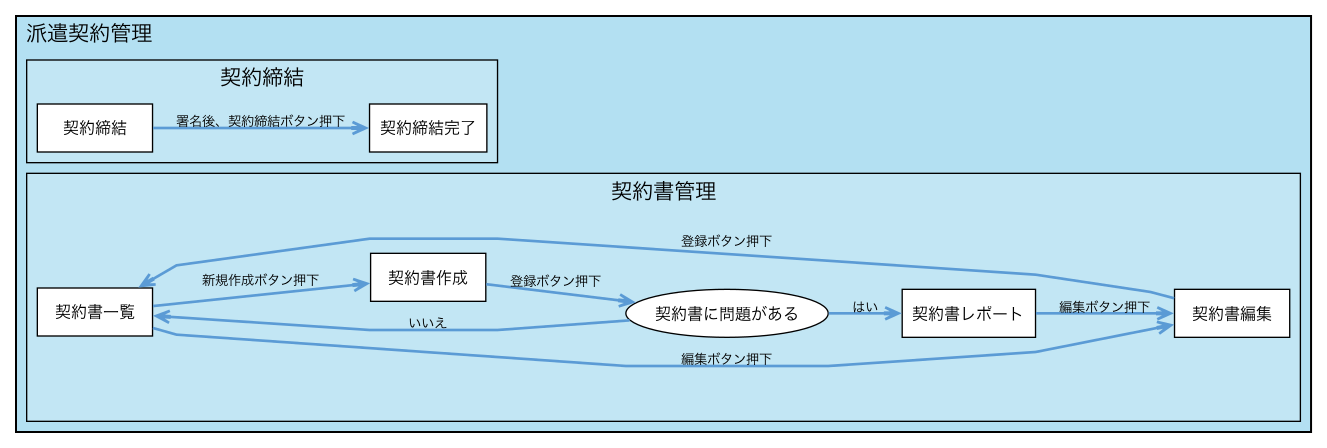 派遣契約管理
契約締結
契約締結
署名後、契約締結ボタン押下
契約締結完了
契約書管理
登録ボタン押下
新規作成ボタン押下
契約書作成
登録ボタン押下
契約書一覧
いいえ
契約書に問題がある
はい
契約書レポート
編集ボタン押下
契約書編集
編集ボタン押下